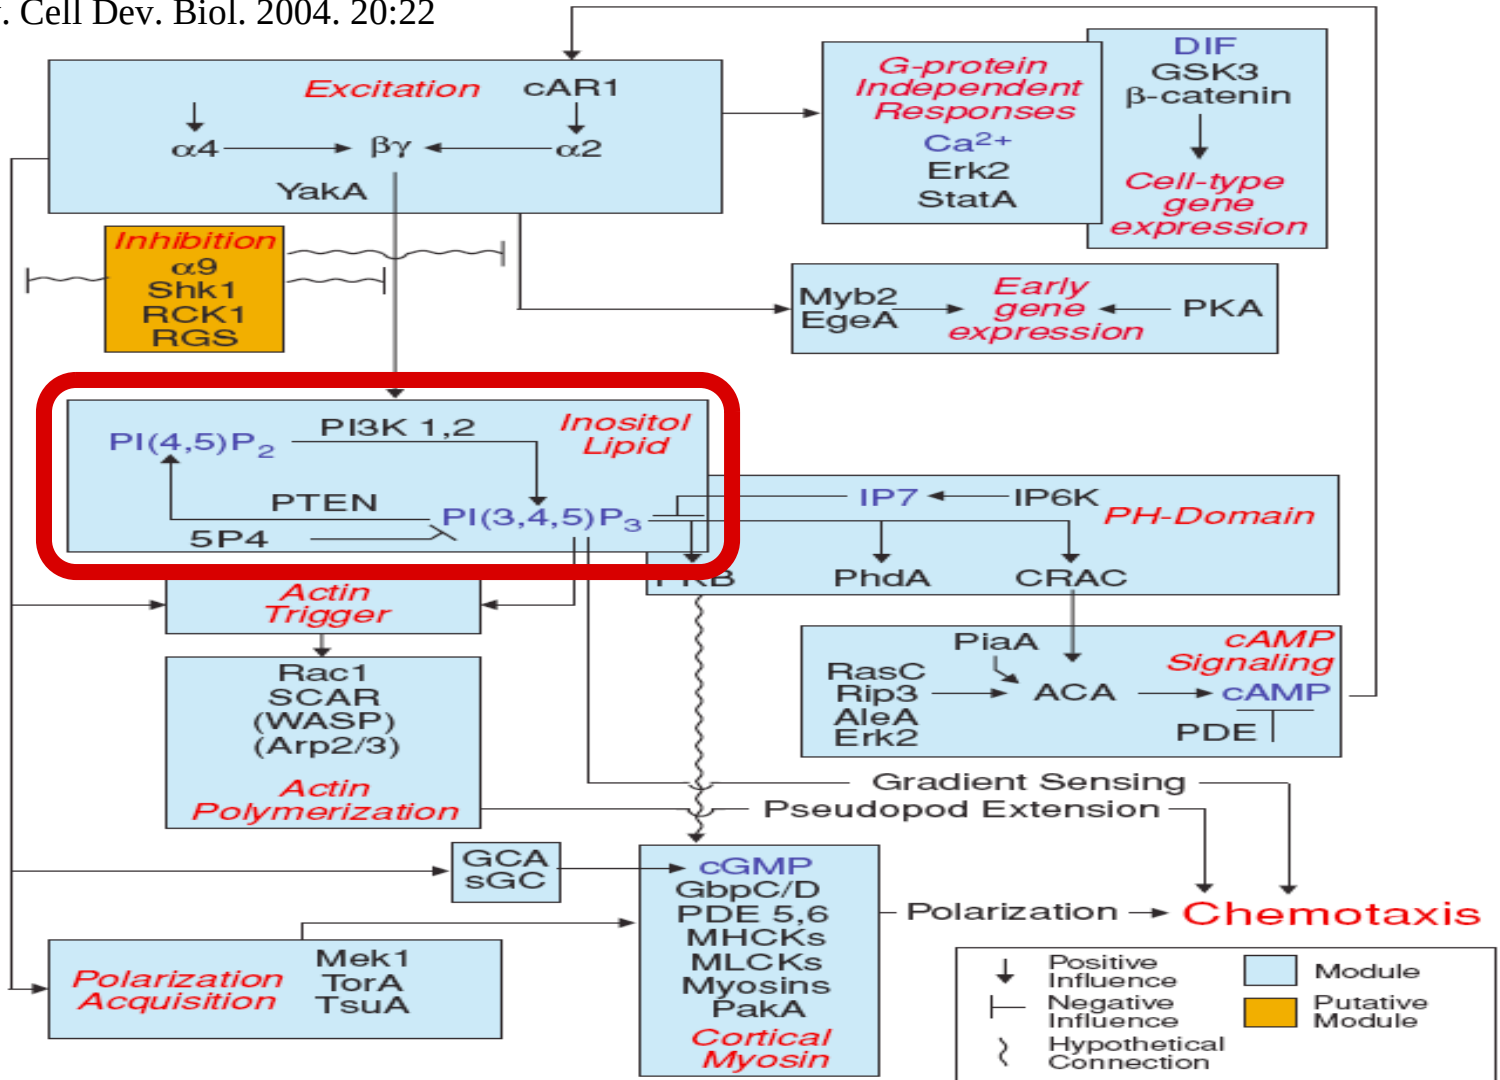 . Cell Dev. Biol. 2004. 20:22
Excitation
cAR1
α4
βγ
α2
YakA
G-protein
Independent
Responses
Ca2+
Erk2
StatA
DIF
GSK3
β-catenin
Cell-type
gene
expression
Inhibition
α9
Shk1
RCK1
RGS
Myb2
EgeA
Early
gene
expression
PKA
PI(4,5)P2
PI3K 1,2
Inositol
Lipid
PTEN
PI(3,4,5)P3
5P4
IP7
IP6K
PH-Domain
PhdA
CRAC
Actin
Trigger
Rac1
SCAR
(WASP)
(Arp2/3)
Actin
Polymerization
PiaA
cAMP
Signaling
RasC
Rip3
AleA
Erk2
ACA
cAMP
PDE
Gradient Sensing
Pseudopod Extension
GCA
sGC
cGMP
GbpC/D
PDE 5,6
MHCKs
MLCKs
Myosins
PakA
Cortical
Myosin
Polarization
Chemotaxis
Polarization
Acquisition
Mek1
TorA
TsuA
Positive
Influence
Negative
Influence
Hypothetical
Connection
Module
Putative
Module